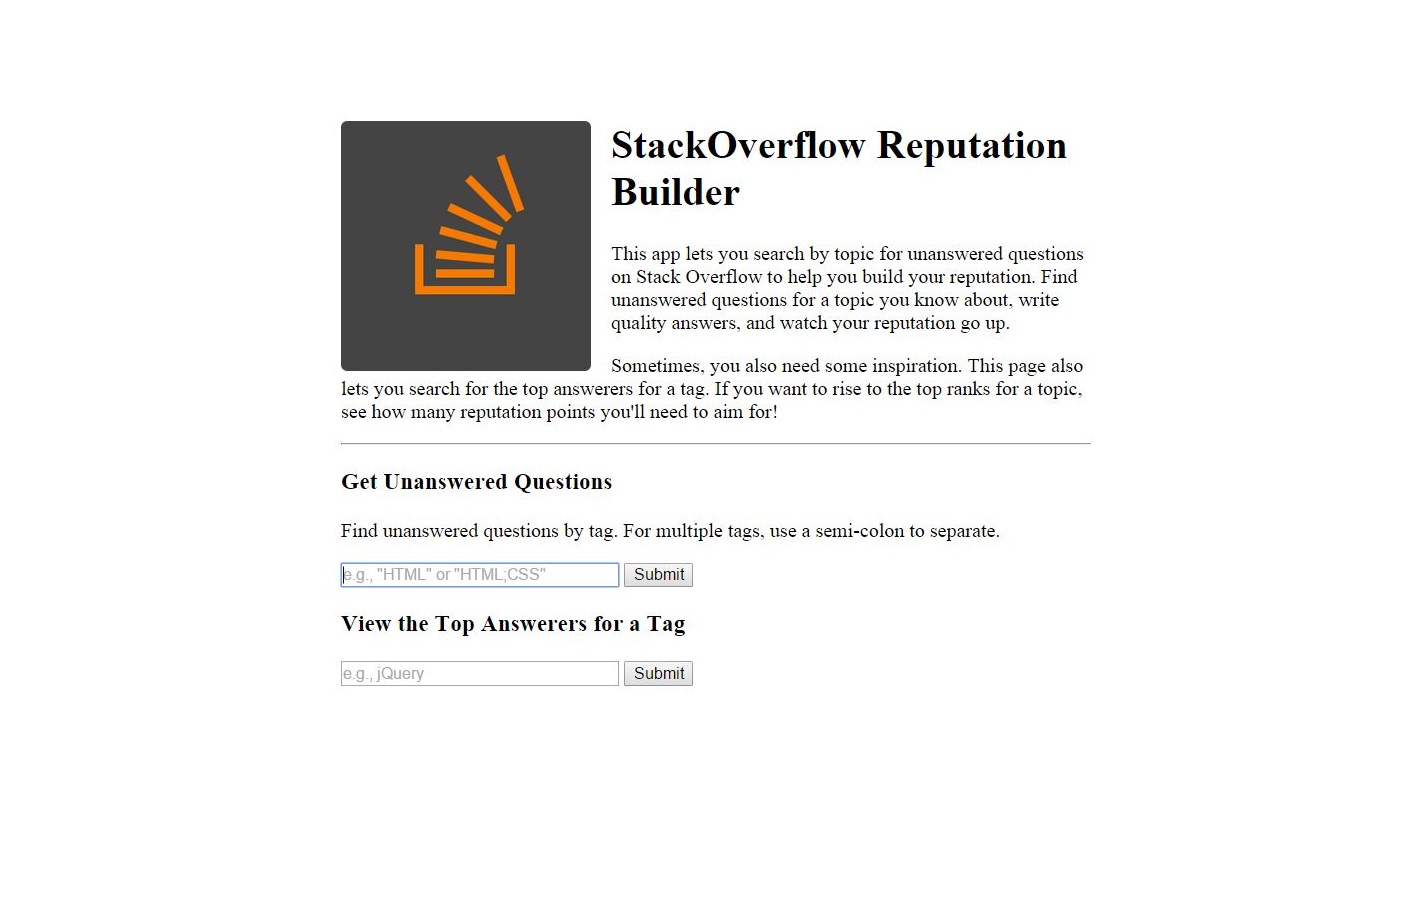 StackOverflow Reputation
Builder
This app lets you search by topic for unanswered questions
on Stack Overflow to help you build your reputation. Find
unanswered questions for a topic you know about, write
quality answers, and watch your reputation go up.
Sometimes, you also need some inspiration. This page also
lets you search for the top answerers for a tag. If you want to rise to the top ranks for a topic,
see how many reputation points you'll need to aim for!
Get Unanswered Questions
Find unanswered questions by tag. For multiple tags, use a semi-colon to separate.
e.g., "HTML" or "HTML;CSS" Submit
View the Top Answerers for a Tag
e.g., jQuery Submit